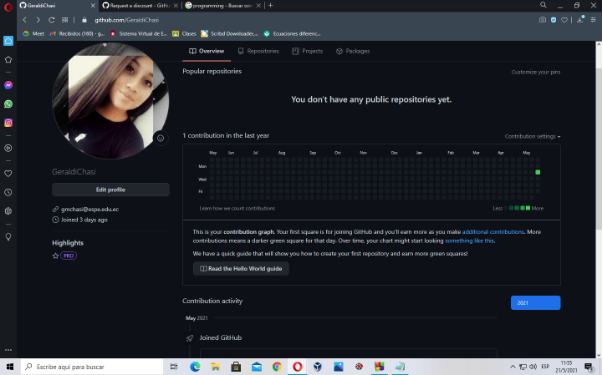 GeraldiChasi
Request a discount - GitHu
programming - Buscar con
github.com/GeraldiChasi
Meet
Recibidos (160) - g...
Sistema Virtual de E...
Clases
Scribd Downloader,...
Ecuaciones diferenc...
Overview
Repositories
Projects
Packages
Popular repositories
Customize your pins
You don't have any public repositories yet.
1 contribution in the last year
Contribution settings
May Jun Jul Aug Sep Oct Nov Dec Jan Feb Mar Apr May
Mon
Wed
Fri
Learn how we count contributions
Less
More
GeraldiChasi
Edit profile
gmchasi@espe.edu.ec
Joined 3 days ago
Highlights
PRO
This is your contribution graph. Your first square is for joining GitHub and you'll earn more as you make additional contributions. More
contributions means a darker green square for that day. Over time, your chart might start looking something like this.
We have a quick guide that will show you how to create your first repository and earn more green squares!
Read the Hello World guide
Contribution activity
2021
May 2021
Joined GitHub
Escribe aquí para buscar
ESP
21/5/2021